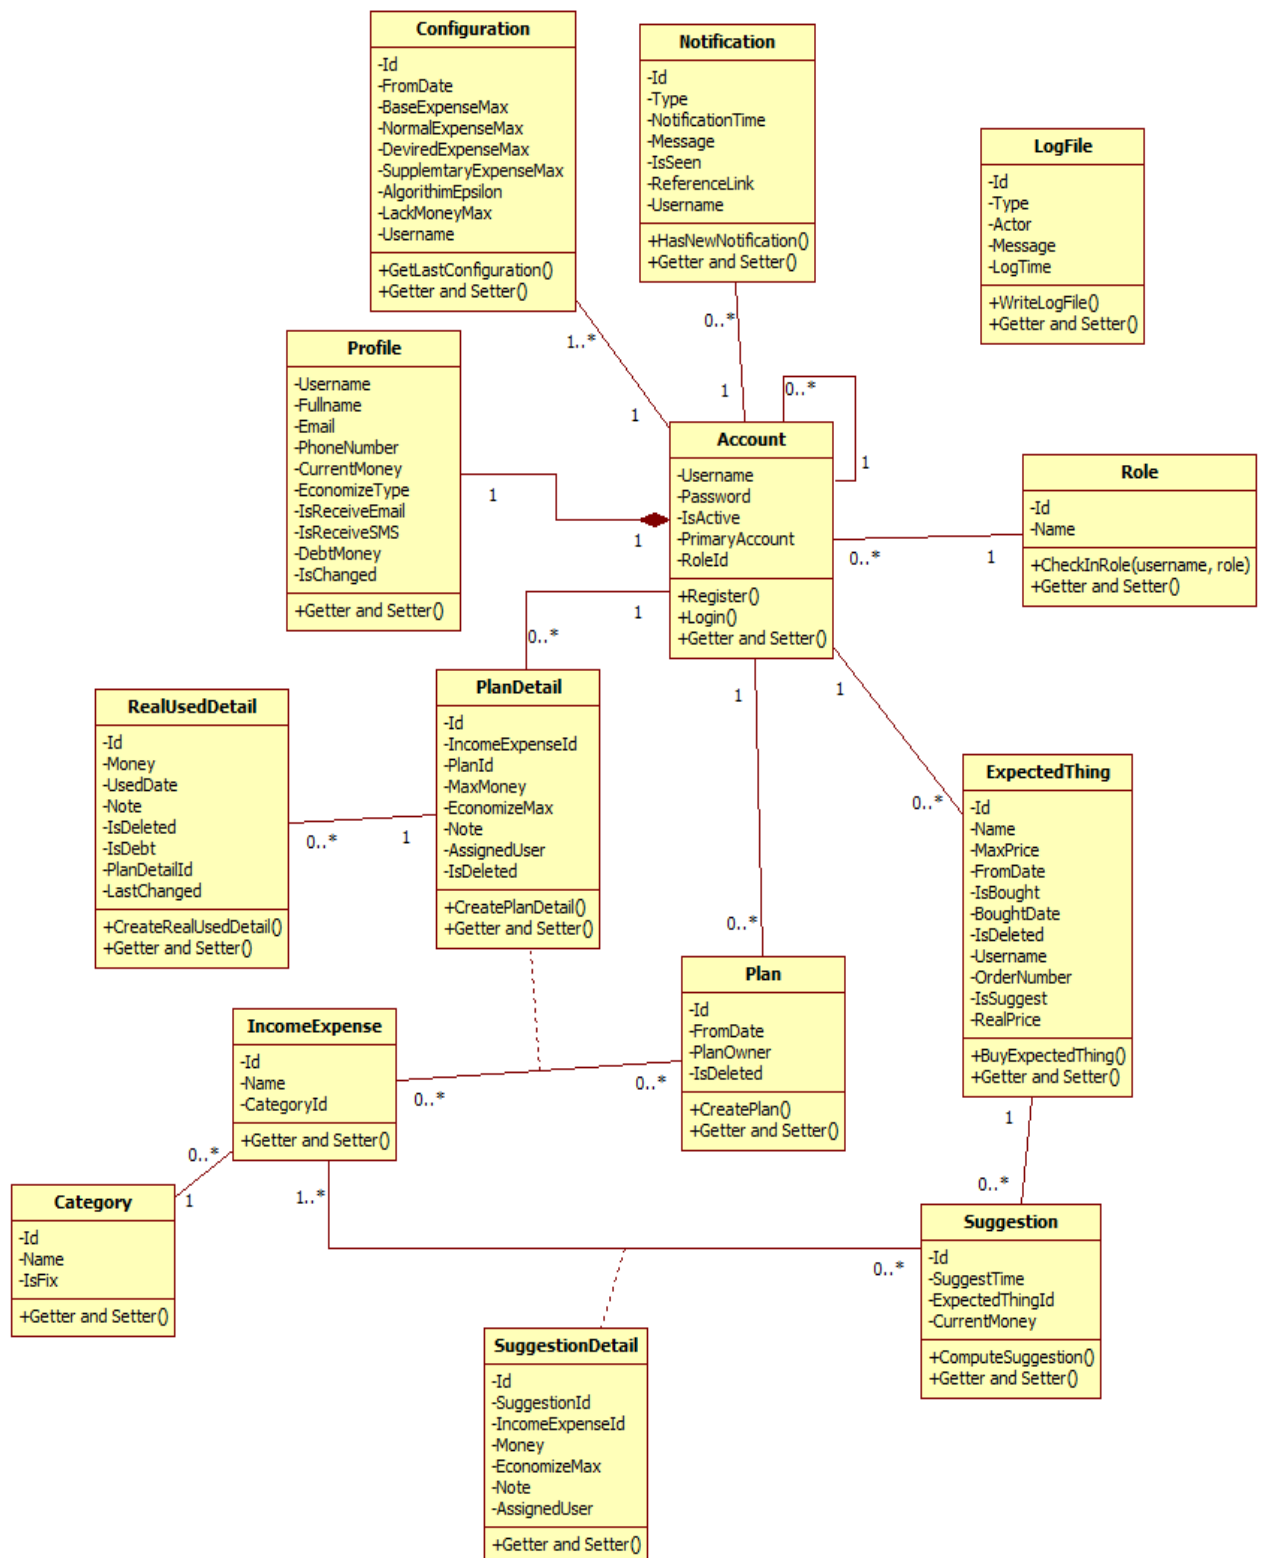 Configuration
-Id
-FromDate
-BaseExpenseMax
-NormalExpenseMax
-DeviredExpenseMax
-SupplemtaryExpenseMax
-AlgorithimEpsilon
-LackMoneyMax
-Username
+GetLastConfiguration()
+Getter and Setter()
1..*
1
Notification
-Id
-Type
-NotificationTime
-Message
-IsSeen
-ReferenceLink
-Username
+HasNewNotification()
+Getter and Setter()
0..*
1
LogFile
-Id
-Type
-Actor
-Message
-LogTime
+WriteLogFile()
+Getter and Setter()
Profile
-Username
-Fullname
-Email
-PhoneNumber
-CurrentMoney
-EconomizeType
-IsReceiveEmail
-IsReceiveSMS
-DebtMoney
-IsChanged
+Getter and Setter()
1
1
0..*
1
Account
-Username
-Password
-IsActive
-PrimaryAccount
-RoleId
+Register()
+Login()
+Getter and Setter()
0..*
1
Role
-Id
-Name
+CheckInRole(username, role)
+Getter and Setter()
1
0..*
1
0..*
1
0..*
RealUsedDetail
-Id
-Money
-UsedDate
-Note
-IsDeleted
-IsDebt
-PlanDetailId
-LastChanged
+CreateRealUsedDetail()
+Getter and Setter()
0..*
1
PlanDetail
-Id
-IncomeExpenseId
-PlanId
-MaxMoney
-EconomizeMax
-Note
-AssignedUser
-IsDeleted
+CreatePlanDetail()
+Getter and Setter()
ExpectedThing
-Id
-Name
-MaxPrice
-FromDate
-IsBought
-BoughtDate
-IsDeleted
-Username
-OrderNumber
-IsSuggest
-RealPrice
+BuyExpectedThing()
+Getter and Setter()
Plan
-Id
-FromDate
-PlanOwner
-IsDeleted
+CreatePlan()
+Getter and Setter()
IncomeExpense
-Id
-Name
-CategoryId
+Getter and Setter()
0..*
0..*
0..*
1
1..*
0..*
1
0..*
Category
-Id
-Name
-IsFix
+Getter and Setter()
Suggestion
-Id
-SuggestTime
-ExpectedThingId
-CurrentMoney
+ComputeSuggestion()
+Getter and Setter()
SuggestionDetail
-Id
-SuggestionId
-IncomeExpenseId
-Money
-EconomizeMax
-Note
-AssignedUser
+Getter and Setter()